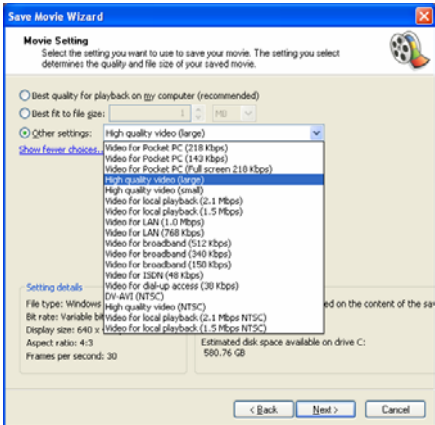 Save Movie Wizard
Movie Setting
Select the setting you want to use to save your movie. The setting you select
determines the quality and file size of your saved movie.
Best quality for playback on my computer (recommended)
Best fit to file size:
1
MB
Other settings:
High quality video (large)
Show fewer choices...
Video for Pocket PC (218 Kbps)
Video for Pocket PC (143 Kbps)
Video for Pocket PC (Full screen 218 Kbps)
High quality video (large)
High quality video (small)
Video for local playback (2.1 Mbps)
Video for local playback (1.5 Mbps)
Video for LAN (1.0 Mbps)
Video for LAN (768 Kbps)
Video for broadband (512 Kbps)
Video for broadband (340 Kbps)
Video for broadband (150 Kbps)
Video for ISDN (48 Kbps)
Video for dial-up access (38 Kbps)
DV-AVI (NTSC)
High quality video (NTSC)
Video for local playback (2.1 Mbps NTSC)
Video for local playback (1.5 Mbps NTSC)
Setting details
File type: Windows
ed on the content of the sav
Bit rate: Variable bit
Display size: 640 x
Estimated disk space available on drive C:
Aspect ratio: 4:3
580.76 GB
Frames per second: 30
< Back
Next >
Cancel